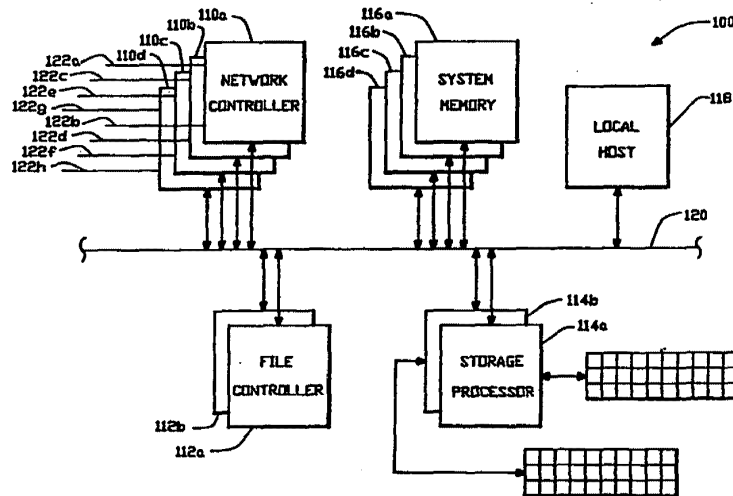 110a
110b
110c
110d
116a
116b
116c
116d
100
122a
122c
122e
122g
122b
122d
122f
122h
NETWORK
CONTROLLER
SYSTEM
MEMORY
LOCAL
HOST
118
120
114b
114a
FILE
CONTROLLER
STORAGE
PROCESSOR
112b
112a